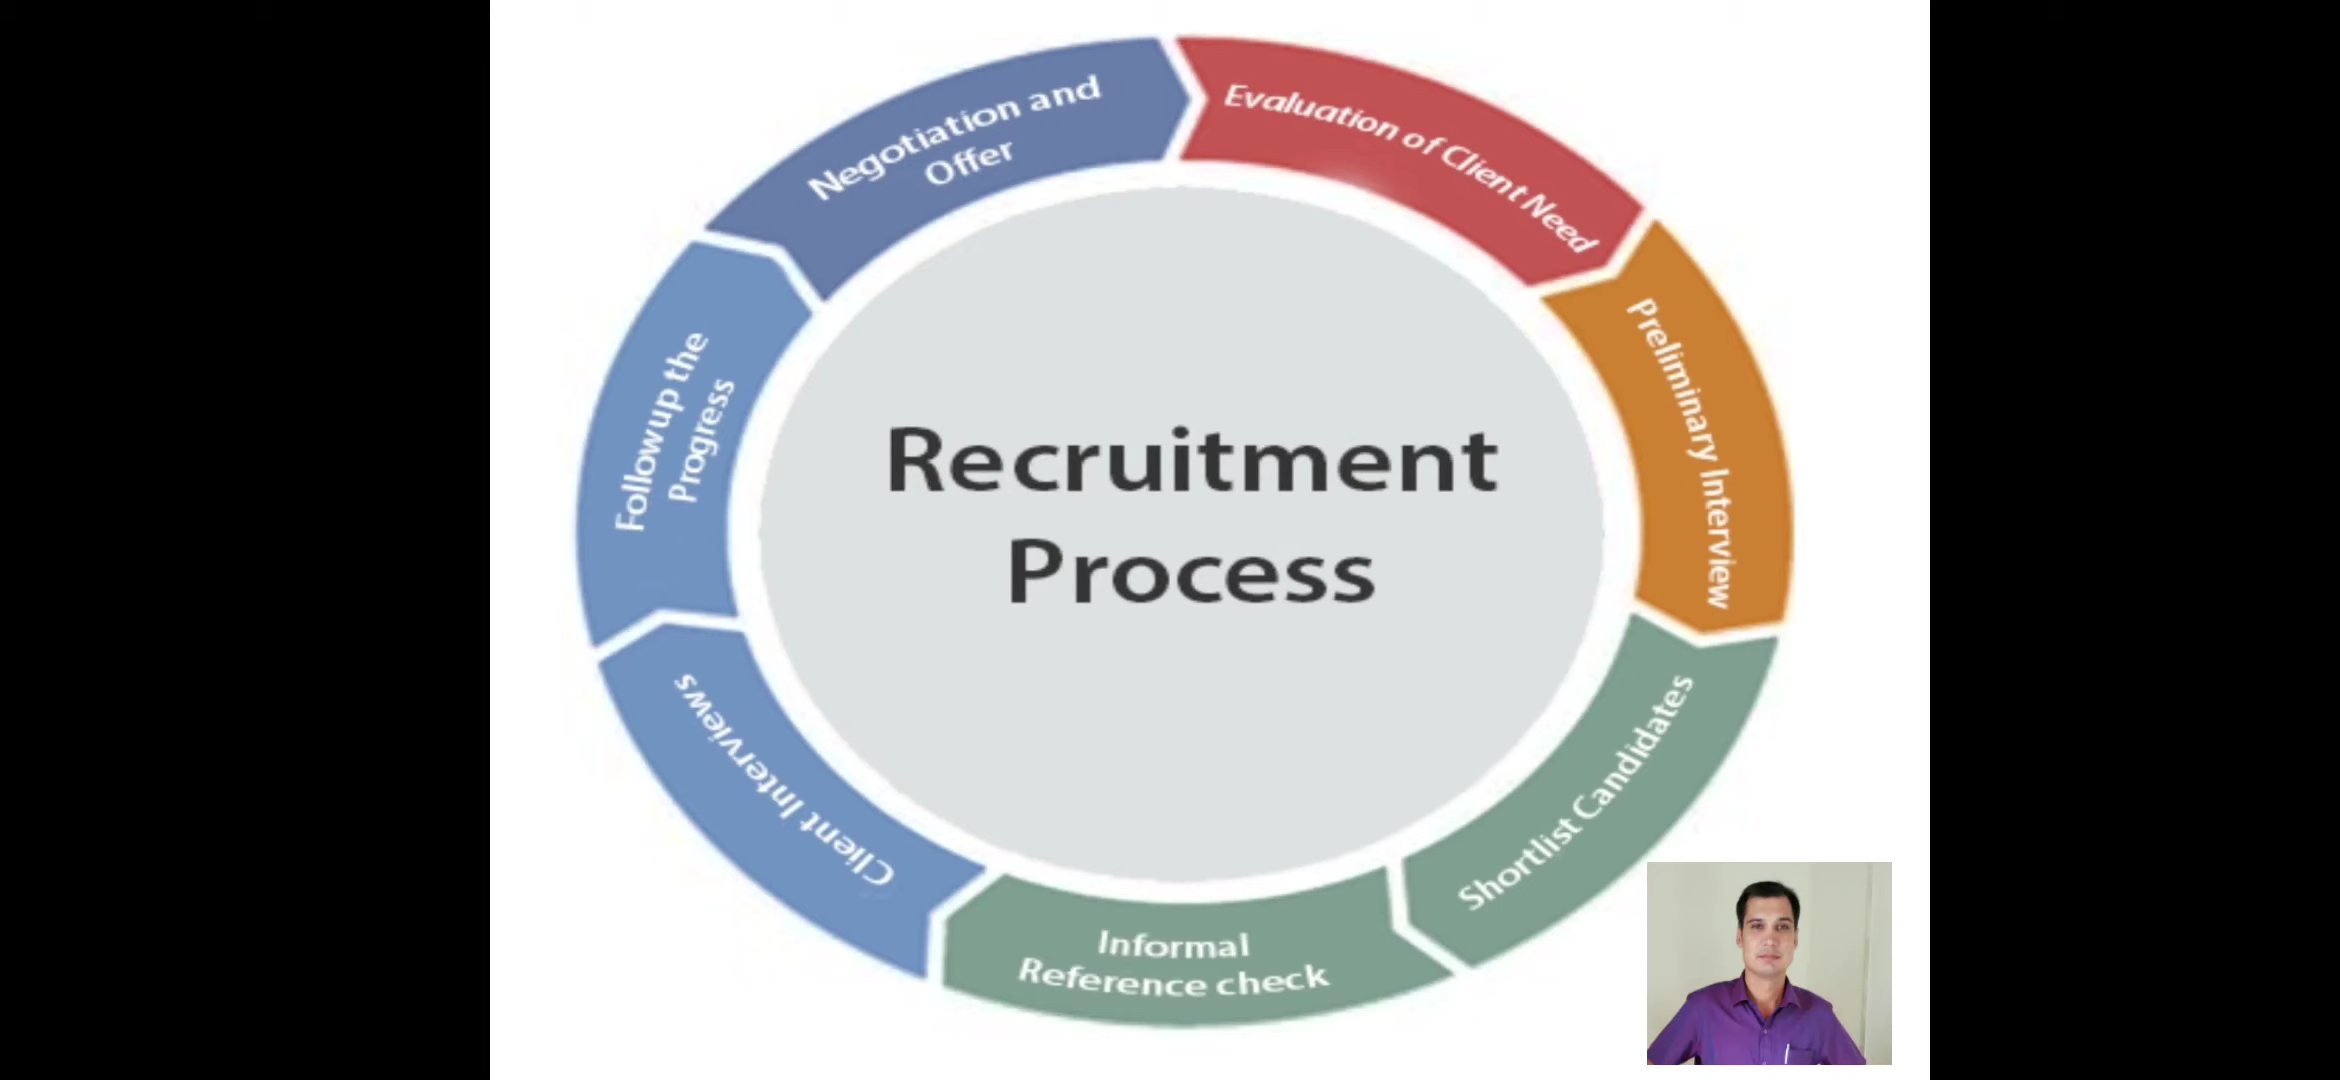 Recruitment
Process
Evaluation of Client Need
Preliminary Interview
Shortlist Candidates
Informal
Reference check
Client Interviews
Followup the
Progress
Negotiation and
Offer